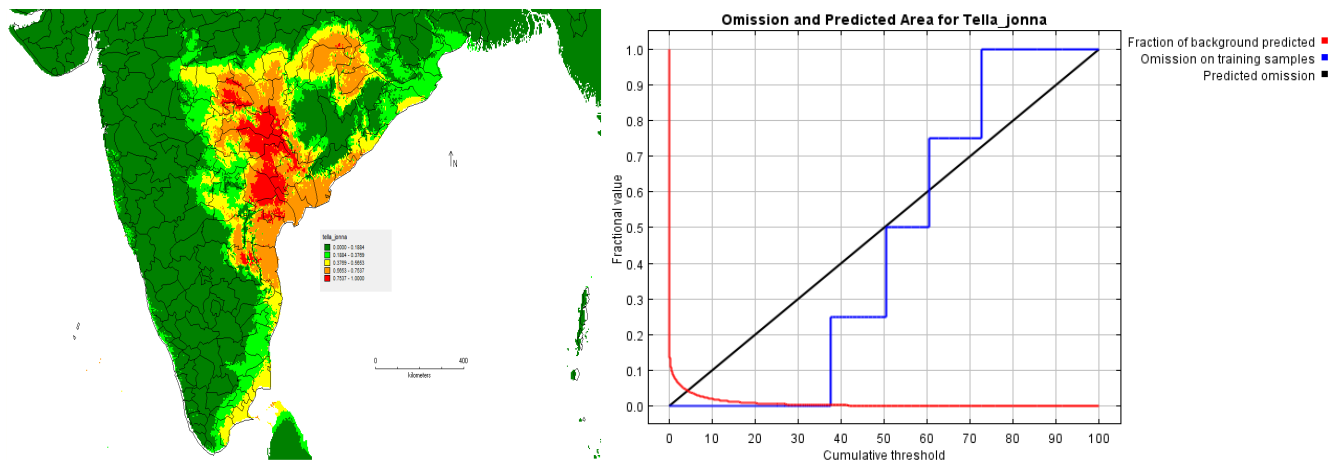 N
tella_jonna
0.0000 - 0.1884
0.1884 - 0.3769
0.3769 - 0.5653
0.5653 - 0.7537
0.7537 - 1.0000
0 400
kilometers
Omission and Predicted Area for Tella_jonna
Fraction of background predicted
Omission on training samples
Predicted omission
Fractional value
1.0
0.9
0.8
0.7
0.6
0.5
0.4
0.3
0.2
0.1
0.0
0 10 20 30 40 50 60 70 80 90 100
Cumulative threshold